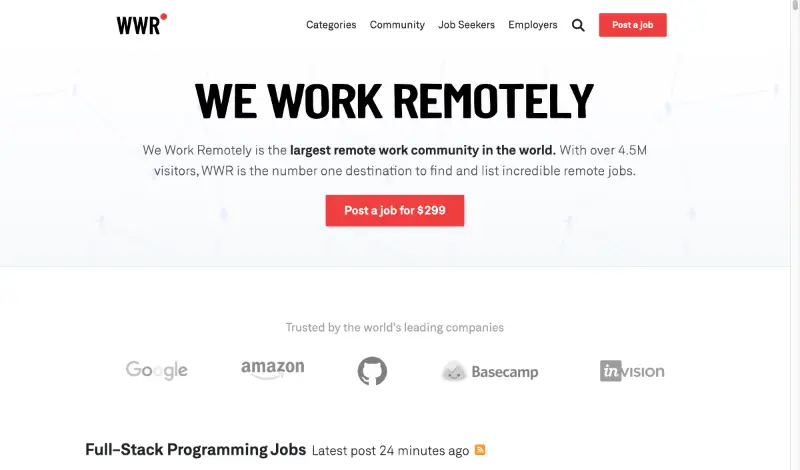 WWR
Categories Community Job Seekers Employers Post a job
WE WORK REMOTELY
We Work Remotely is the largest remote work community in the world. With over 4.5M
visitors, WWR is the number one destination to find and list incredible remote jobs.
Post a job for $299
Trusted by the world's leading companies
Google amazon Basecamp inVISION
Full-Stack Programming Jobs Latest post 24 minutes ago